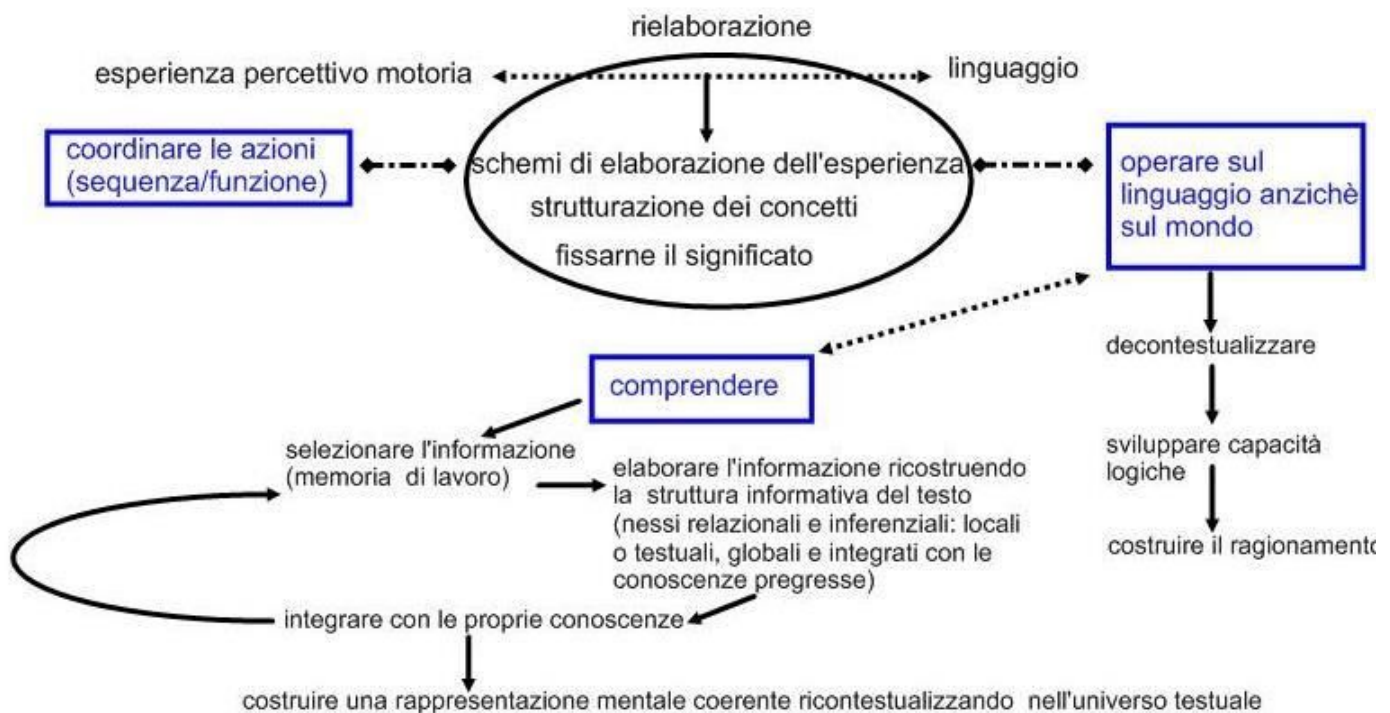 rielaborazione
esperienza percettivo motoria
linguaggio
coordinare le azioni
(sequenza/funzione)
schemi di elaborazione dell'esperienza
strutturazione dei concetti
fissarne il significato
operare sul
linguaggio anzichè
sul mondo
decontestualizzare
sviluppare capacità
logiche
costruire il ragionamento
comprendere
selezionare l'informazione
(memoria di lavoro)
elaborare l'informazione ricostruendo
la struttura informativa del testo
(nessi relazionali e inferenziali: locali
o testuali, globali e integrati con le
conoscenze pregresse)
integrare con le proprie conoscenze
costruire una rappresentazione mentale coerente ricontestualizzando nell'universo testuale